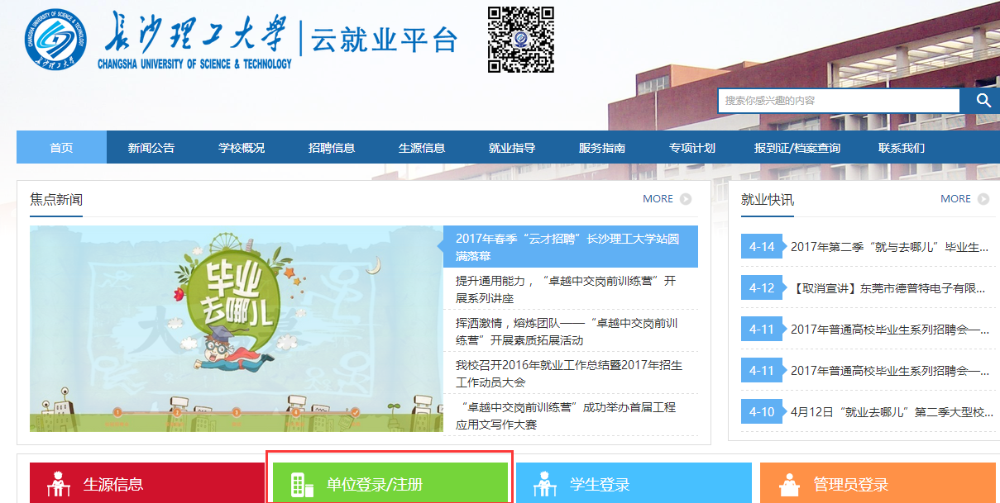 长沙理工大学
CHANGSHA UNIVERSITY OF SCIENCE & TECHNOLOGY
云就业平台
搜索你感兴趣的内容
首页 新闻公告 学校概况 招聘信息 生源信息 就业指导 服务指南 专项计划 报到证/档案查询 联系我们
焦点新闻 MORE
毕业
去哪儿
2017年春季“云才招聘”长沙理工大学站圆
满落幕
提升通用能力，“卓越中交岗前训练营”开
展系列讲座
挥洒激情，熔炼团队——“卓越中交岗前训
练营”开展素质拓展活动
我校召开2016年就业工作总结暨2017年招生
工作动员大会
“卓越中交岗前训练营”成功举办首届工程
应用文写作大赛
就业快讯 MORE
4-14 2017年第二季“就与去哪儿”毕业生...
4-12 【取消宣讲】东莞市德普特电子有限...
4-11 2017年普通高校毕业生系列招聘会—...
4-11 2017年普通高校毕业生系列招聘会—...
4-10 4月12日“就业去哪儿”第二季大型校...
生源信息 单位登录/注册 学生登录 管理员登录